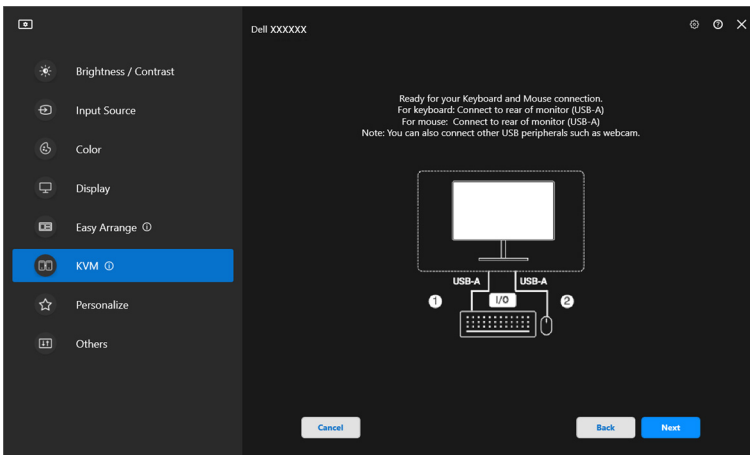 Dell XXXXXX
Brightness / Contrast
Input Source
Color
Display
Easy Arrange
KVM
Personalize
Others
Ready for your Keyboard and Mouse connection.
For keyboard: Connect to rear of monitor (USB-A)
For mouse: Connect to rear of monitor (USB-A)
Note: You can also connect other USB peripherals such as webcam.
USB-A USB-A
1 I/O 2
Cancel Back Next